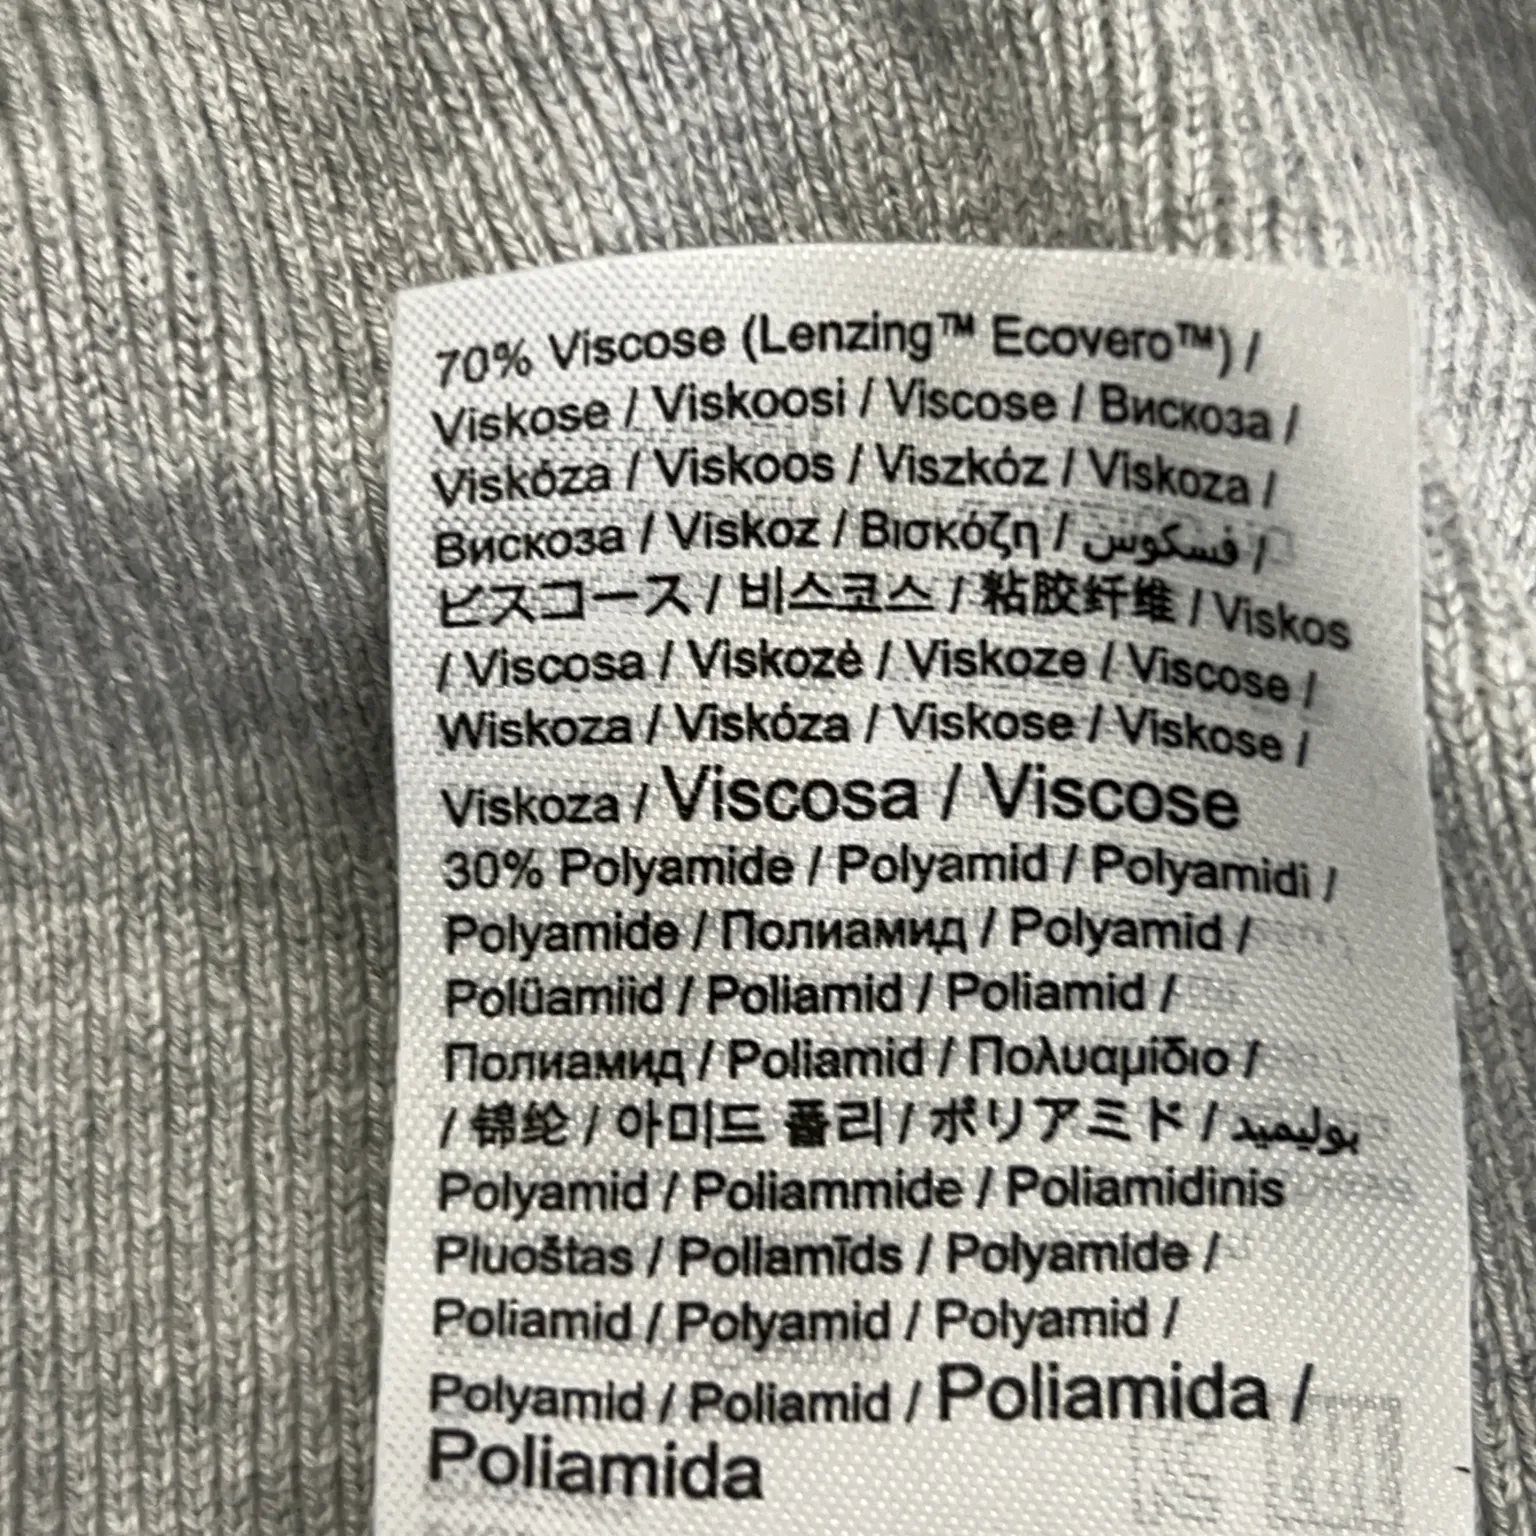 70% Viscose (Lenzing™ Ecovero™) /
Viskose / Viskoosi / Viscose / Вискоза /
Viskóza / Viskoos / Viszkóz / Viskoza /
Вискоза / Viskoz / Βισκόζη / فسكوس /
ビスコース / 비스코스 / 粘胶纤维 / Viskos
/ Viscosa / Viskozė / Viskoze / Viscose /
Wiskoza / Viskóza / Viskose / Viskose /
Viskoza / Viscosa / Viscose
30% Polyamide / Polyamid / Polyamidi /
Polyamide / Полиамид / Polyamid /
Polüamiid / Poliamid / Poliamid /
Полиамид / Poliamid / Πολυαμίδιο /
/ 锦纶 / 아미드 폴리 / ポリアミド / بوليميد
Polyamid / Poliammide / Poliamidinis
Pluoštas / Poliamīds / Polyamide /
Poliamid / Polyamid / Polyamid /
Polyamid / Poliamid / Poliamida /
Poliamida